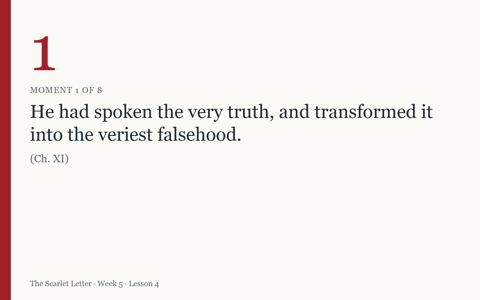 1
MOMENT 1 OF 8
He had spoken the very truth, and transformed it
into the veriest falsehood.
(Ch. XI)
The Scarlet Letter · Week 5 · Lesson 4